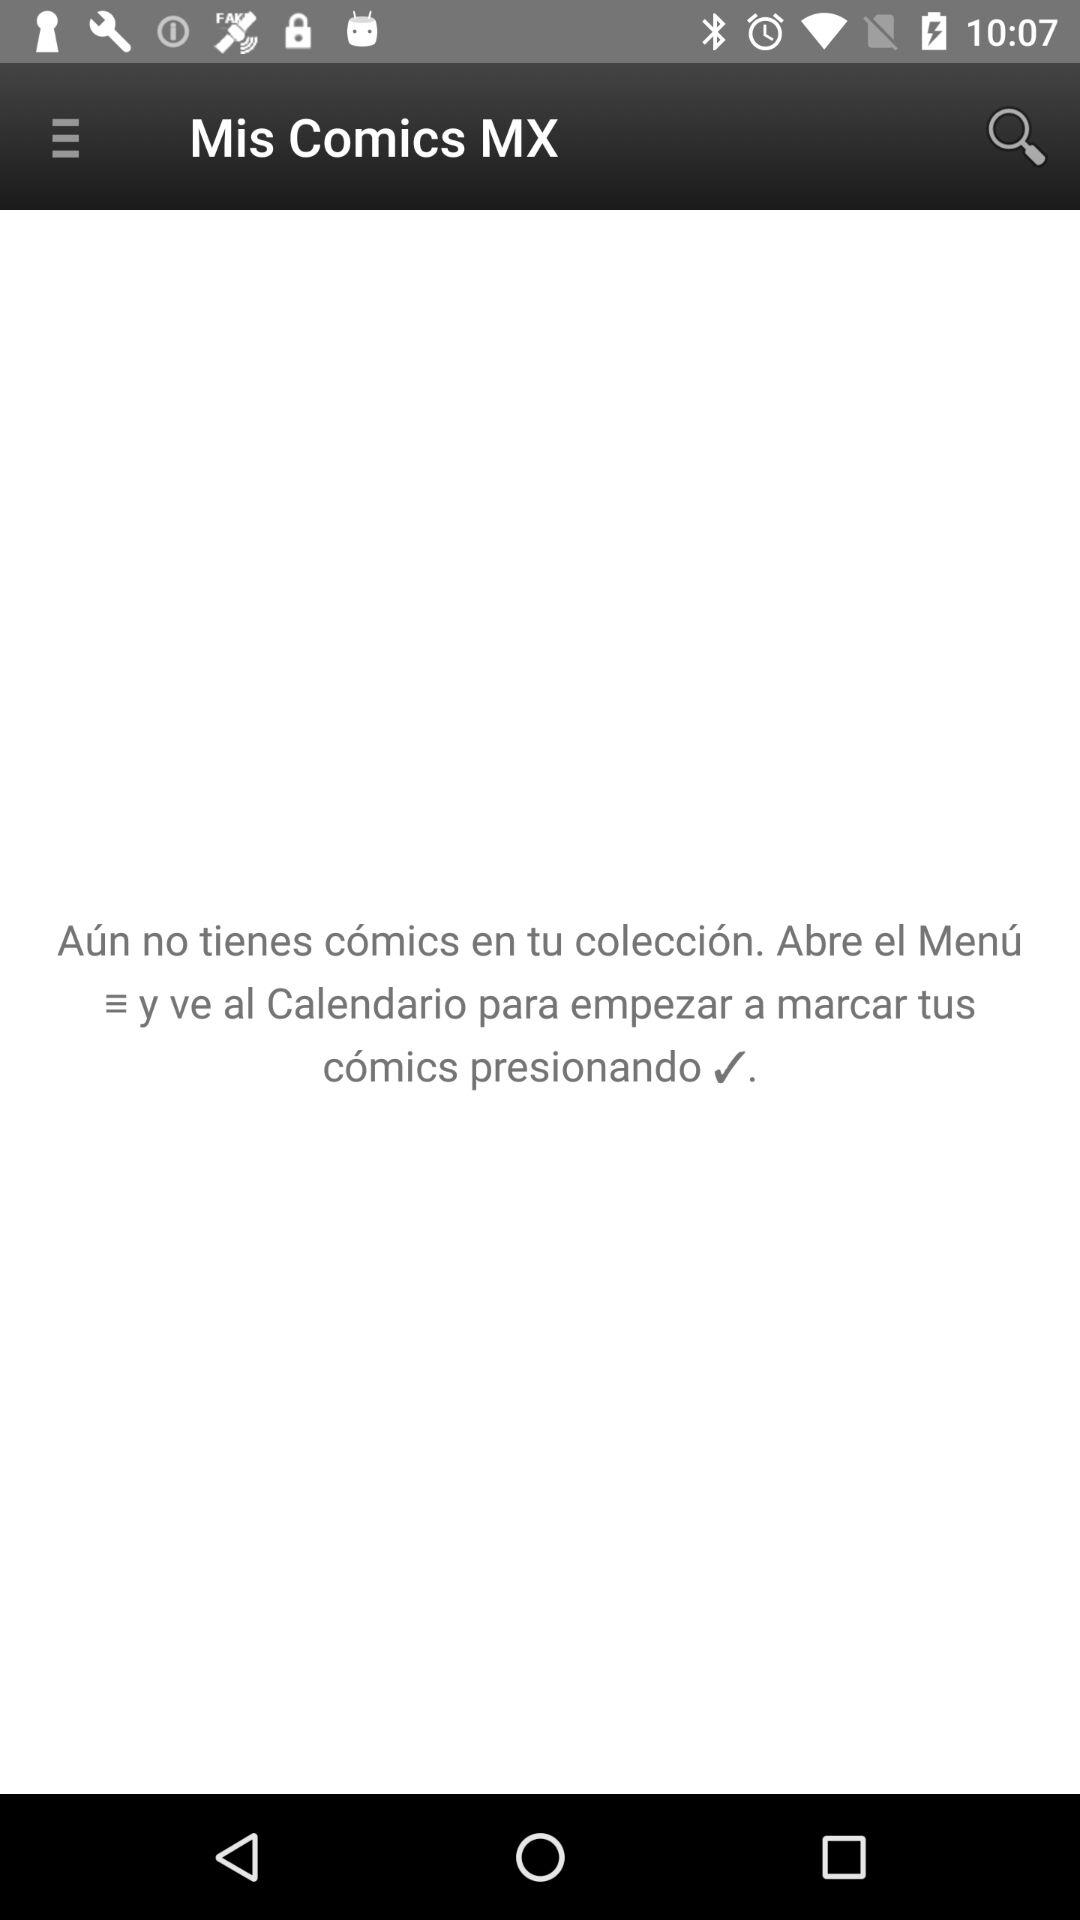 FAKE 10:07
Mis Comics MX
Aún no tienes cómics en tu colección. Abre el Menú
≡ y ve al Calendario para empezar a marcar tus
cómics presionando ✓.